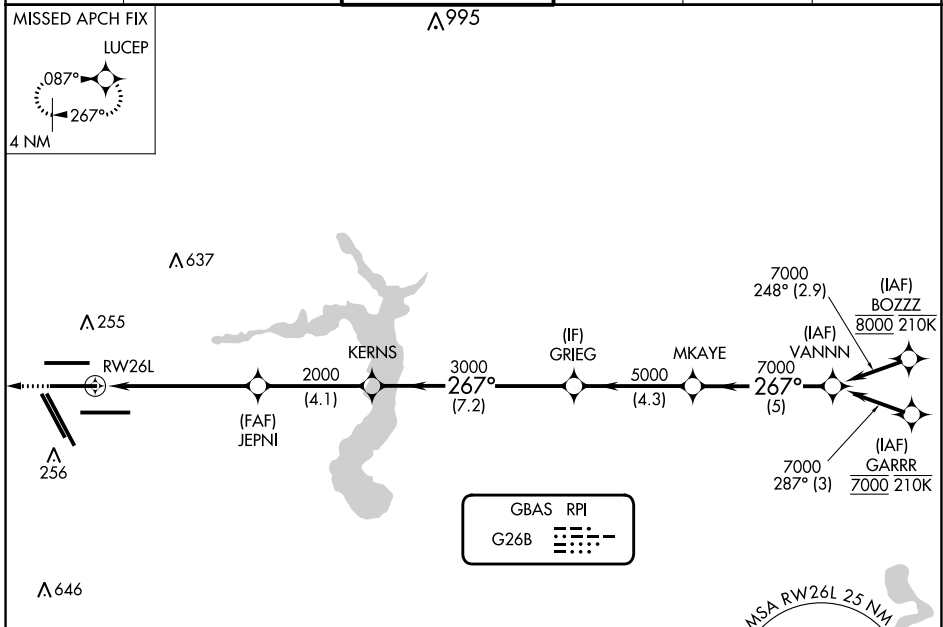 MISSED APCH FIX
LUCEP
087°
267°
4 NM
995
637
255
RW26L
256
646
(FAF)
JEPNI
2000
(4.1)
KERNS
3000
267°
(7.2)
(IF)
GRIEG
5000
(4.3)
MKAYE
7000
267°
(5)
(IAF)
VANNN
7000
248° (2.9)
(IAF)
BOZZZ
8000 210K
7000
287° (3)
(IAF)
GARRR
7000 210K
GBAS RPI
G26B
MSA RW26L 25 NM